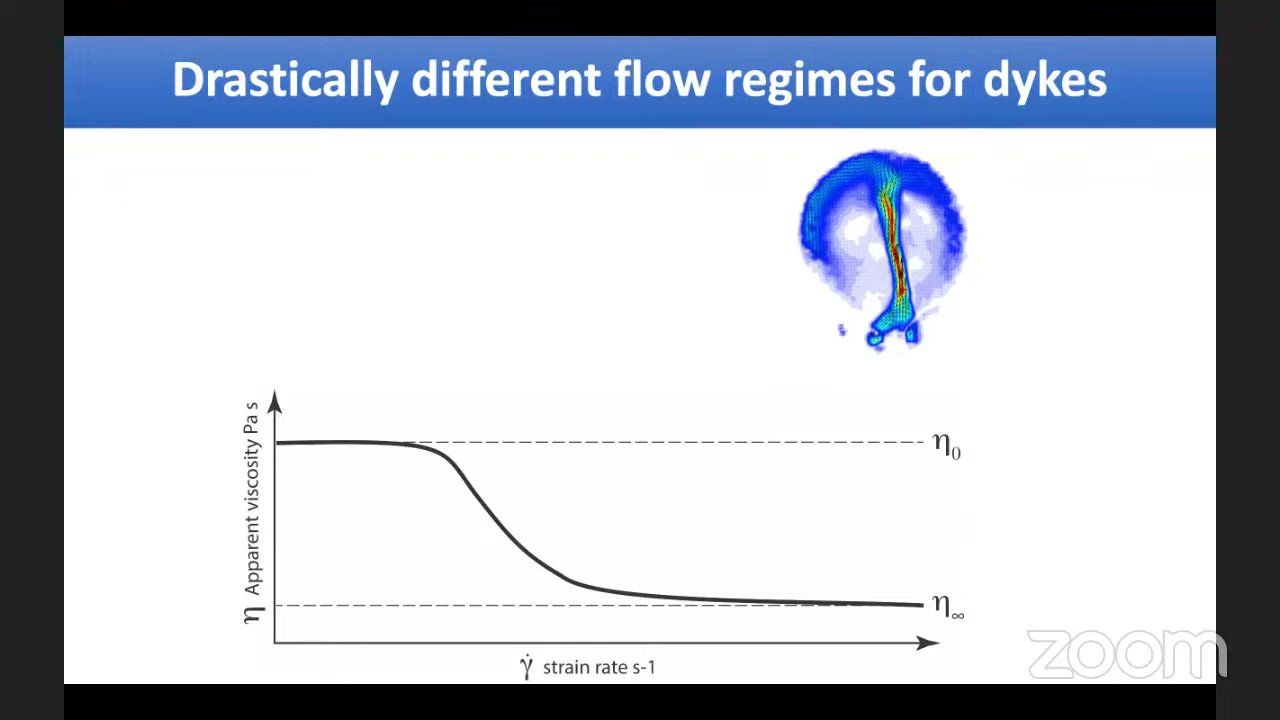 Drastically different flow regimes for dykes
η Apparent viscosity Pa s
η₀
η∞
γ̇ strain rate s-1
zoom